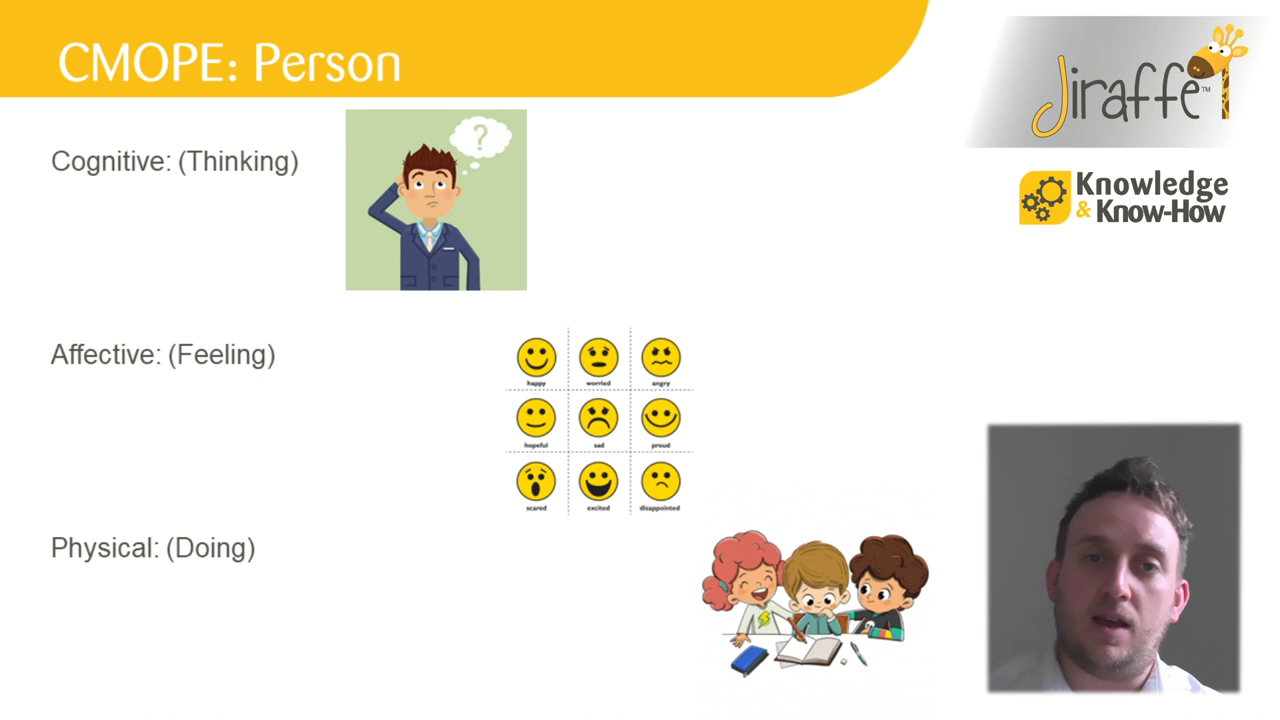 CMOPE: Person
Jiraffe™
Knowledge
& Know-How
Cognitive: (Thinking)
?
Affective: (Feeling)
happy worried angry
hopeful sad proud
scared excited disappointed
Physical: (Doing)